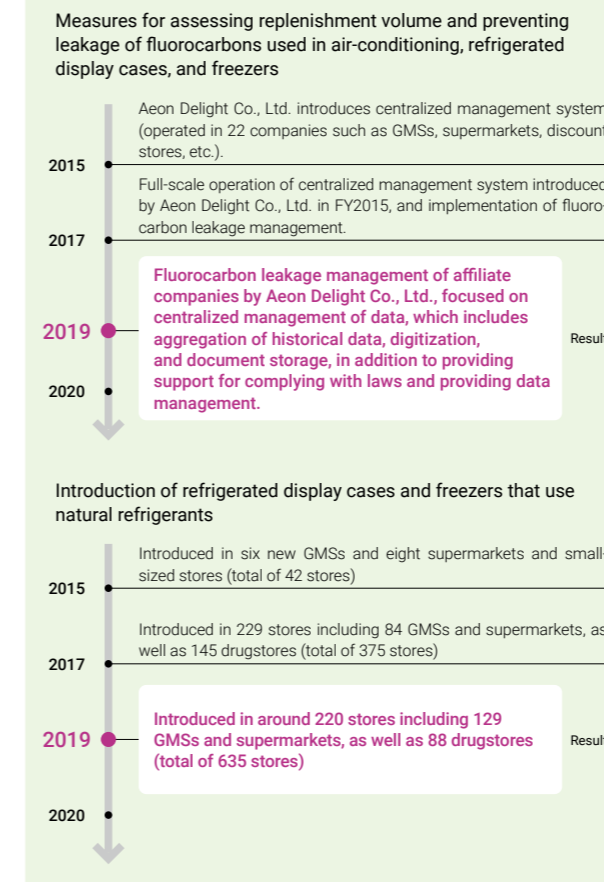 Measures for assessing replenishment volume and preventing
leakage of fluorocarbons used in air-conditioning, refrigerated
display cases, and freezers
Aeon Delight Co., Ltd. introduces centralized management system
(operated in 22 companies such as GMSs, supermarkets, discount
stores, etc.).
2015
Full-scale operation of centralized management system introduced
by Aeon Delight Co., Ltd. in FY2015, and implementation of fluoro-
carbon leakage management.
2017
Fluorocarbon leakage management of affiliate
companies by Aeon Delight Co., Ltd., focused on
centralized management of data, which includes
aggregation of historical data, digitization,
and document storage, in addition to providing
support for complying with laws and providing data
management.
2019
Result
2020
Introduction of refrigerated display cases and freezers that use
natural refrigerants
Introduced in six new GMSs and eight supermarkets and small-
sized stores (total of 42 stores)
2015
Introduced in 229 stores including 84 GMSs and supermarkets, as
well as 145 drugstores (total of 375 stores)
2017
Introduced in around 220 stores including 129
GMSs and supermarkets, as well as 88 drugstores
(total of 635 stores)
2019
Result
2020